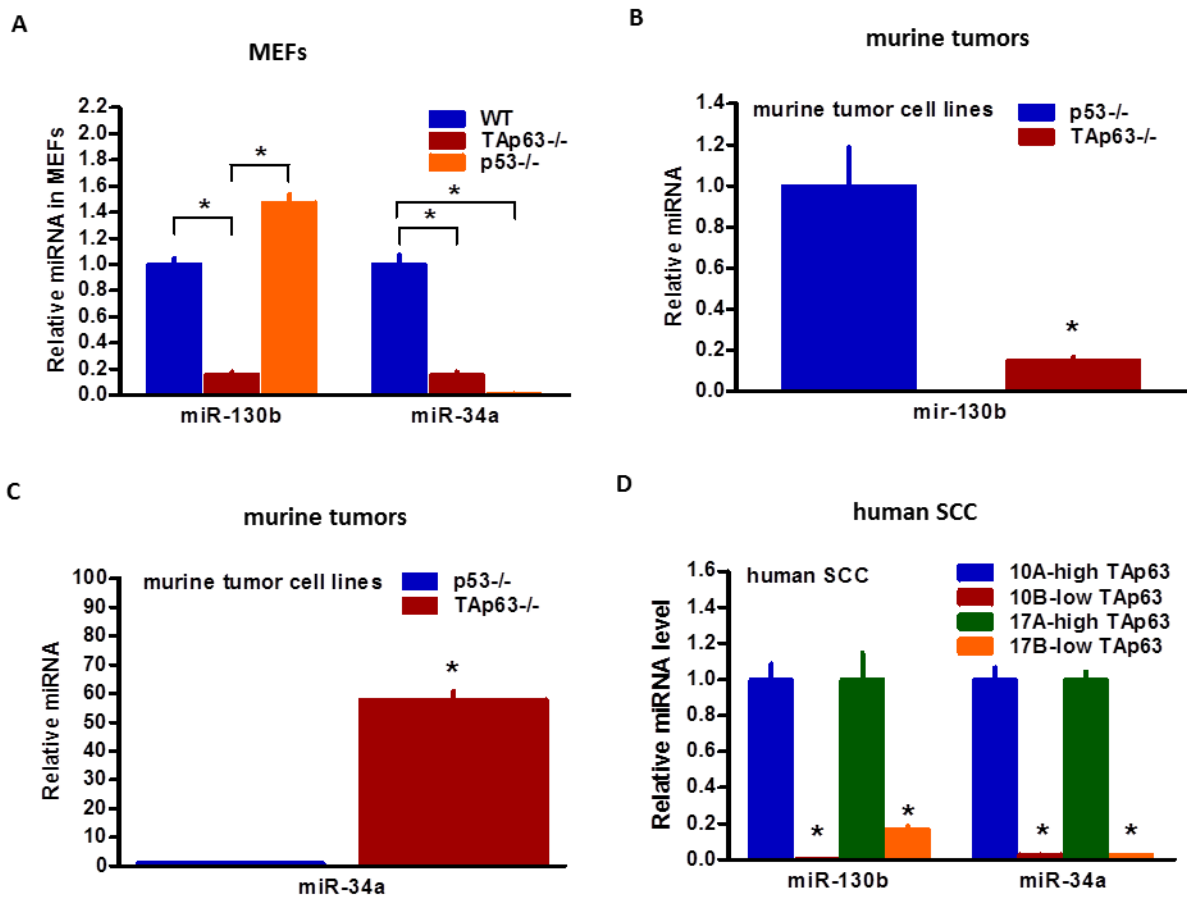 A
MEFs
Relative miRNA in MEFs
2.2
2.0
1.8
1.6
1.4
1.2
1.0
0.8
0.6
0.4
0.2
0.0
WT
TAp63-/-
p53-/-
*
*
*
*
miR-130b
miR-34a
B
murine tumors
murine tumor cell lines
p53-/-
TAp63-/-
Relative miRNA
1.4
1.2
1.0
0.8
0.6
0.4
0.2
0.0
*
mir-130b
C
murine tumors
murine tumor cell lines
p53-/-
TAp63-/-
Relative miRNA
100
90
80
70
60
50
40
30
20
10
0
*
miR-34a
D
human SCC
human SCC
10A-high TAp63
10B-low TAp63
17A-high TAp63
17B-low TAp63
Relative miRNA level
1.6
1.4
1.2
1.0
0.8
0.6
0.4
0.2
0.0
*
*
*
*
miR-130b
miR-34a